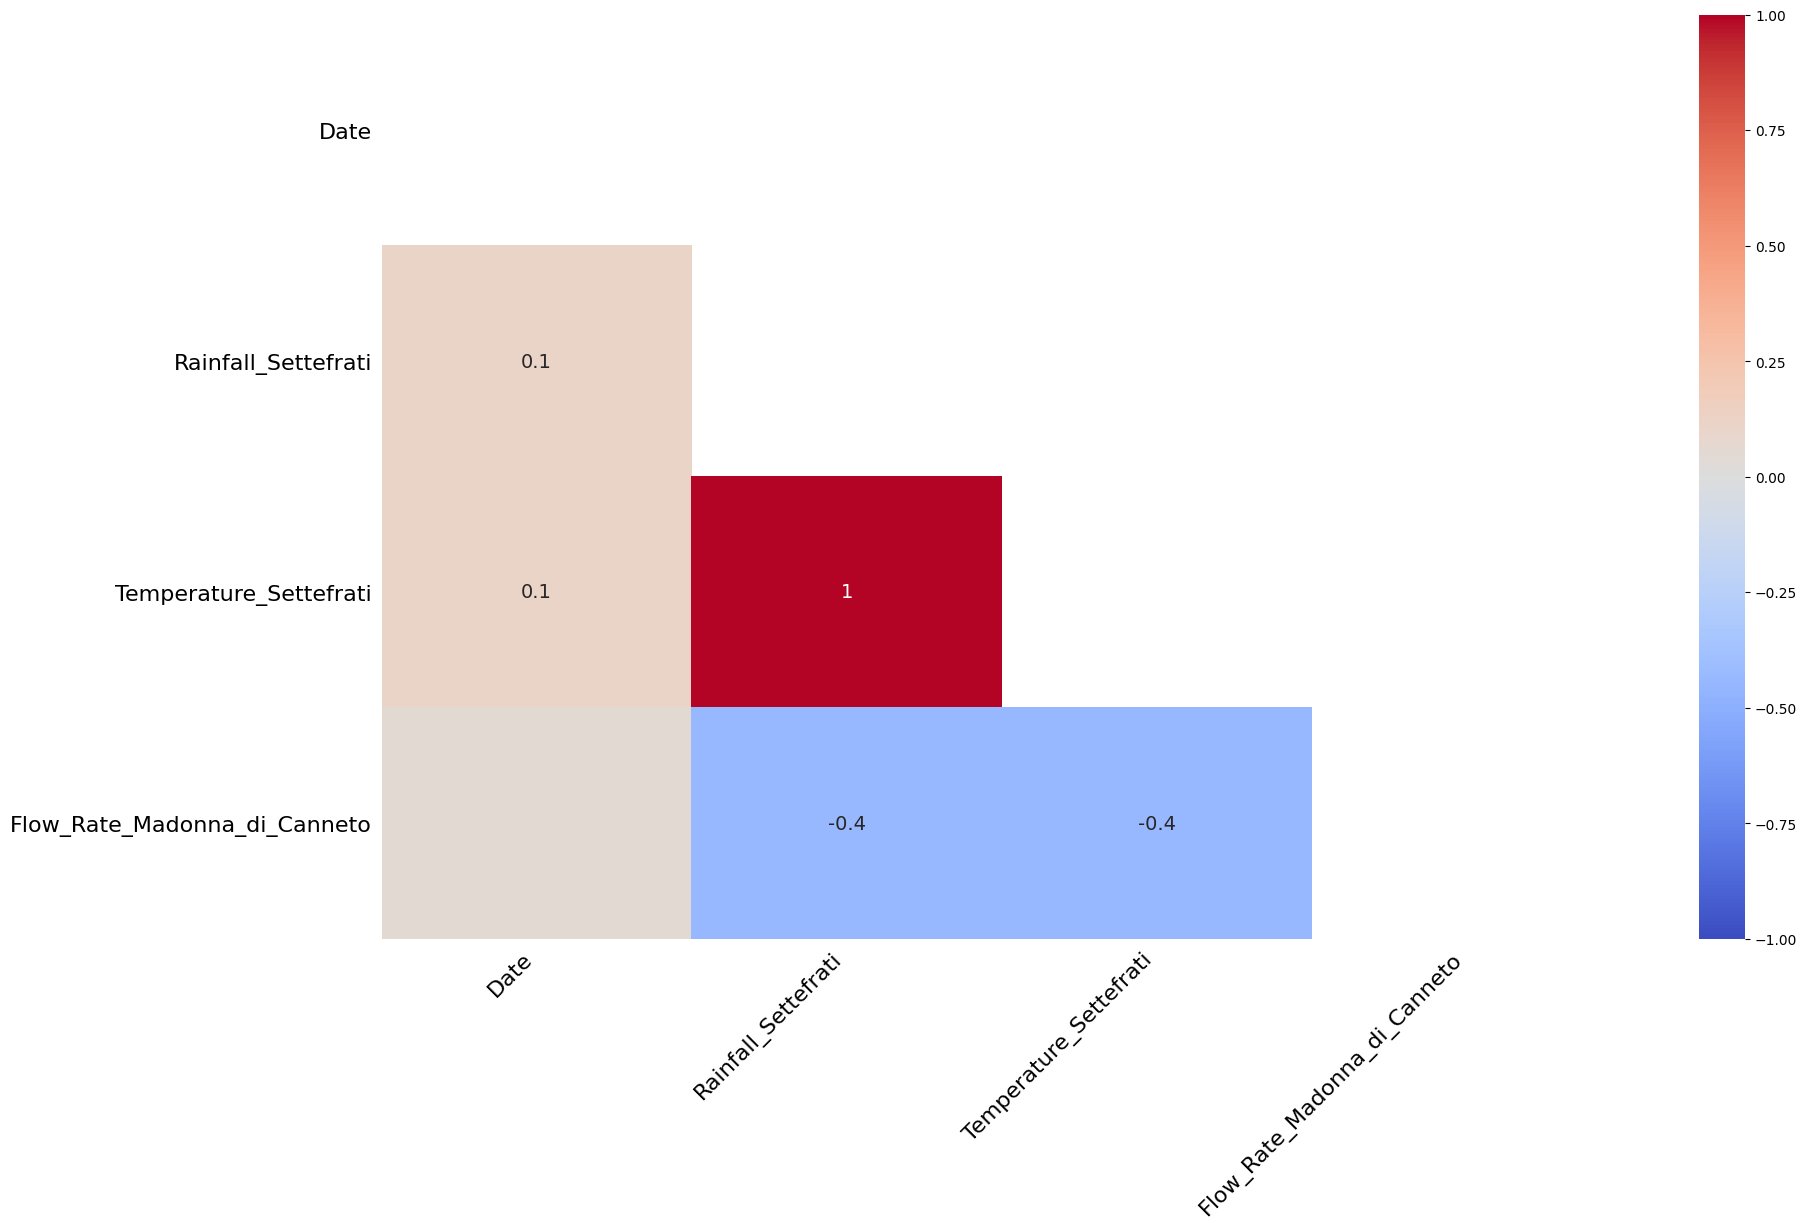 Date
Rainfall_Settefrati
Temperature_Settefrati
Flow_Rate_Madonna_di_Canneto
0.1
0.1
1
-0.4
-0.4
Date
Rainfall_Settefrati
Temperature_Settefrati
Flow_Rate_Madonna_di_Canneto
1.00
0.75
0.50
0.25
0.00
−0.25
−0.50
−0.75
−1.00